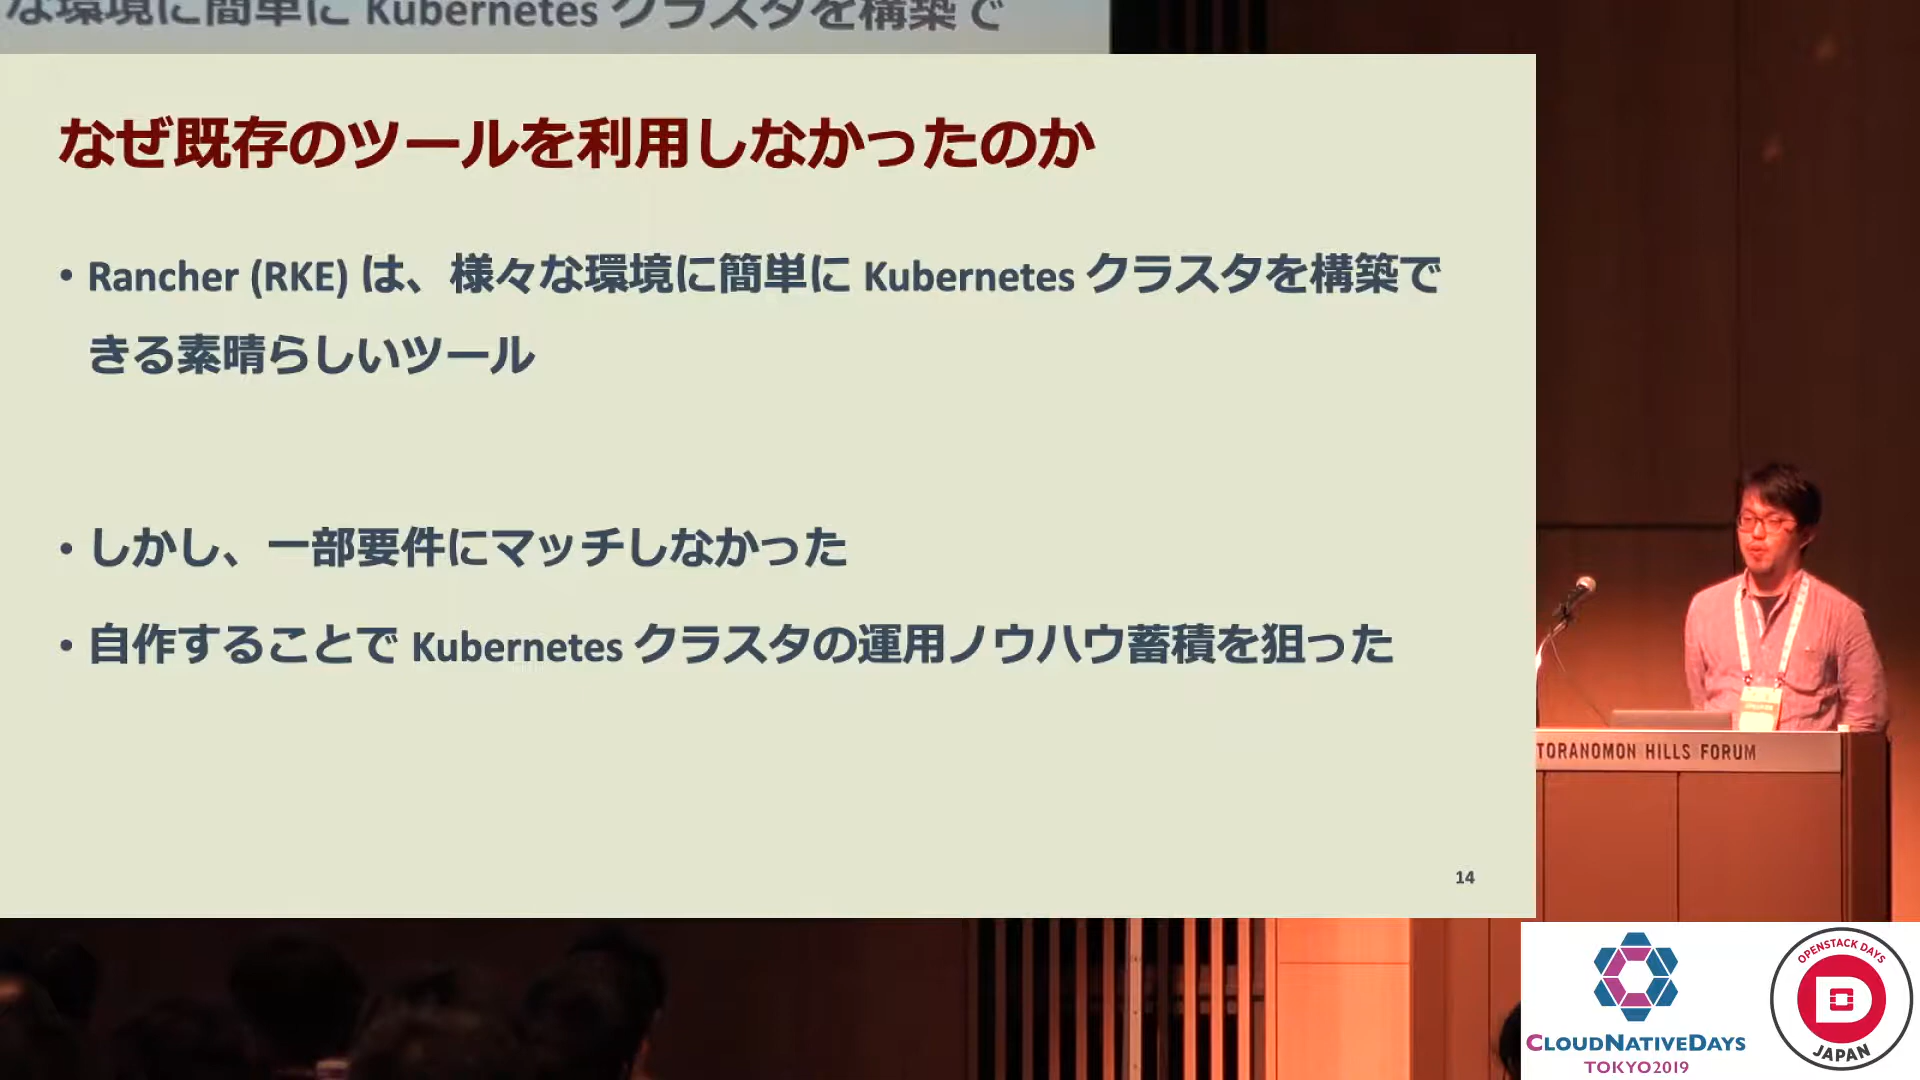 な環境に簡単に Kubernetes クラスタを構築で
なぜ既存のツールを利用しなかったのか
• Rancher (RKE) は、様々な環境に簡単に Kubernetes クラスタを構築で
きる素晴らしいツール
• しかし、一部要件にマッチしなかった
• 自作することで Kubernetes クラスタの運用ノウハウ蓄積を狙った
14
TORANOMON HILLS FORUM
CLOUDNATIVEDAYS
TOKYO2019
OPENSTACK DAYS
JAPAN